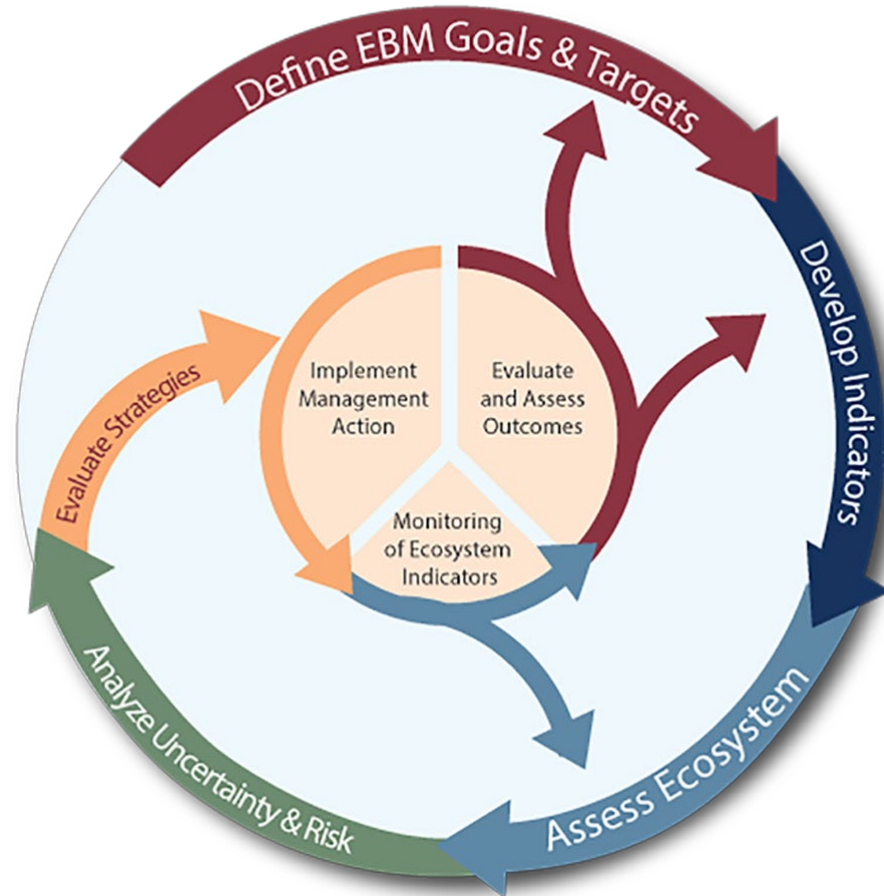 Define EBM Goals & Targets
Develop Indicators
Assess Ecosystem
Analyze Uncertainty & Risk
Evaluate Strategies
Implement
Management
Action
Evaluate
and Assess
Outcomes
Monitoring
of Ecosystem
Indicators